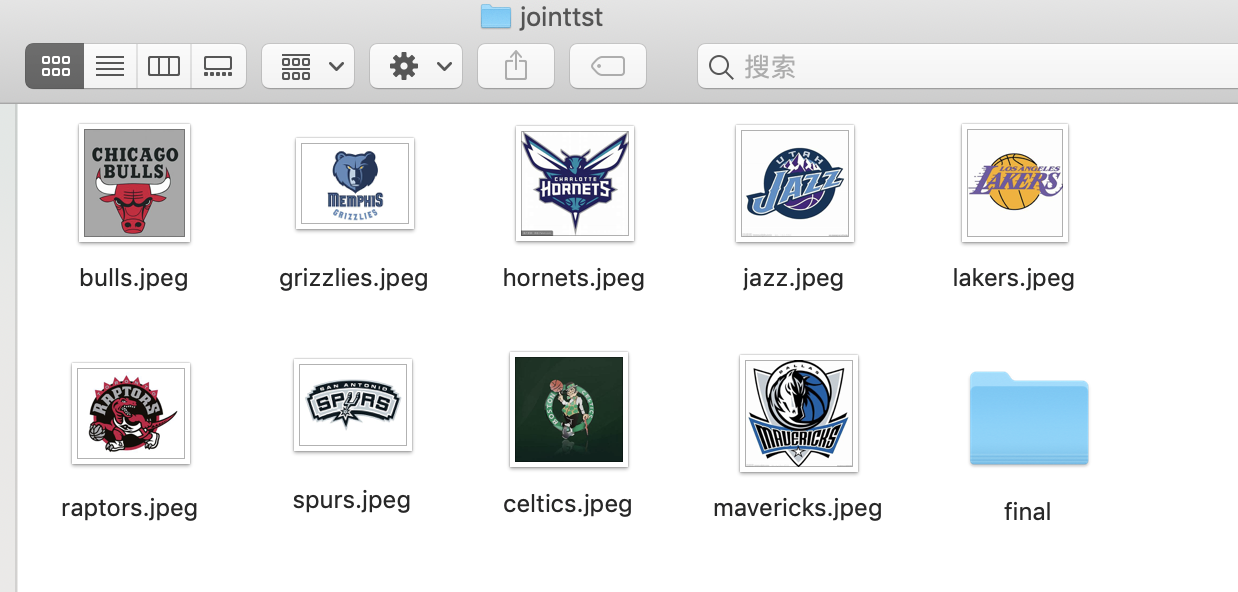 jointtst
搜索
CHICAGO
BULLS
MEMPHIS
GRIZZLIES
CHARLOTTE
HORNETS
UTAH
JAZZ
LOS ANGELES
LAKERS
bulls.jpeg
grizzlies.jpeg
hornets.jpeg
jazz.jpeg
lakers.jpeg
RAPTORS
SAN ANTONIO
SPURS
BOSTON
CELTICS
DALLAS
MAVERICKS
raptors.jpeg
spurs.jpeg
celtics.jpeg
mavericks.jpeg
final